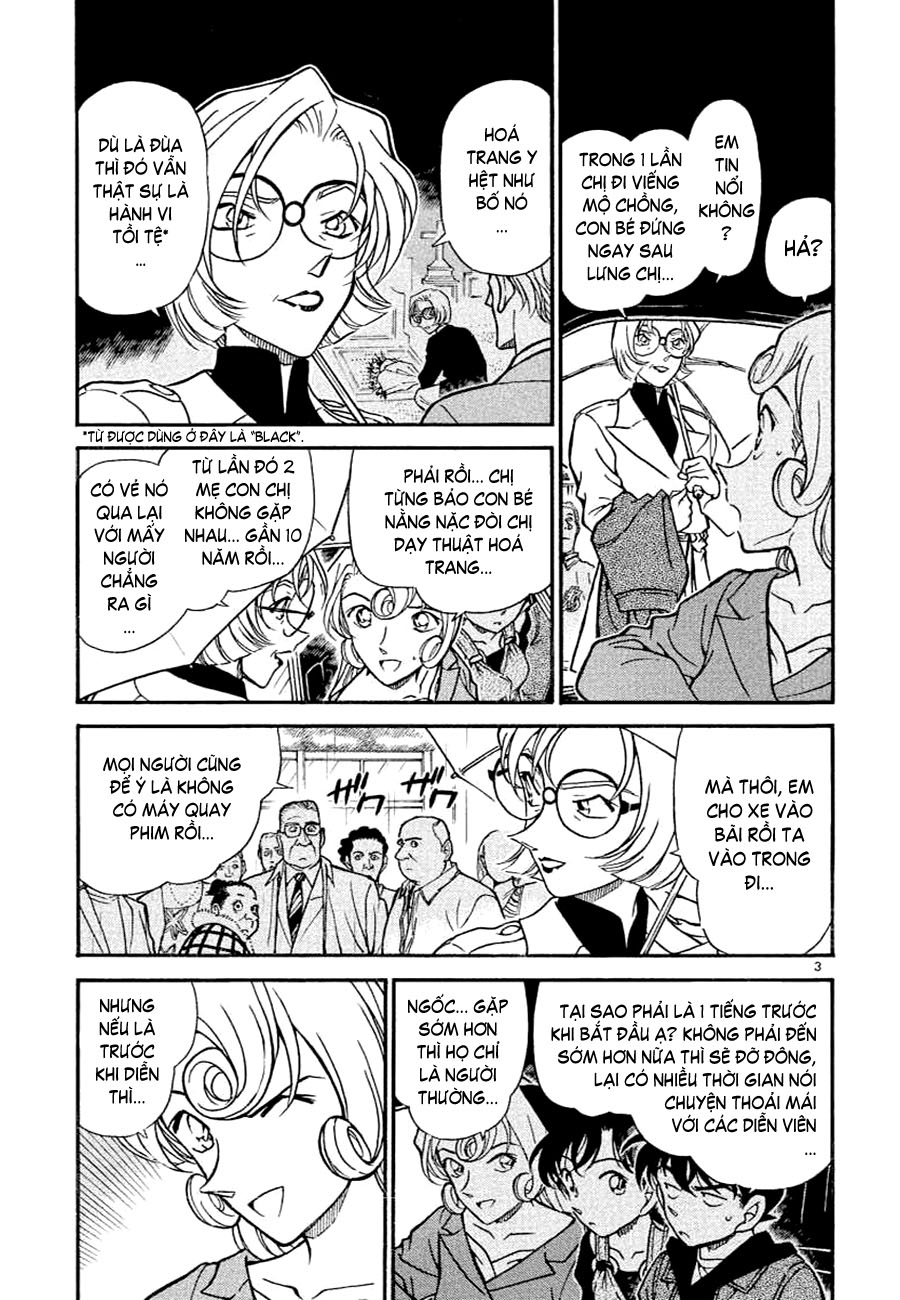 HẢ?
EM
TIN
NỔI
KHÔNG
?
TRONG 1 LẦN
CHỊ ĐI VIẾNG
MỘ CHỒNG,
CON BÉ ĐỨNG
NGAY SAU
LƯNG CHỊ...
HOÁ
TRANG Y
HỆT NHƯ
BỐ NÓ
...
DÙ LÀ ĐÙA
THÌ ĐÓ VẪN
THẬT SỰ LÀ
HÀNH VI
TỒI TỆ*
...
*TỪ ĐƯỢC DÙNG Ở ĐÂY LÀ "BLACK".
PHẢI RỒI... CHỊ
TỪNG BẢO CON BÉ
NẰNG NẶC ĐÒI CHỊ
DẠY THUẬT HOÁ
TRANG...
TỪ LẦN ĐÓ 2
MẸ CON CHỊ
KHÔNG GẶP
NHAU... GẦN 10
NĂM RỒI...
CÓ VẺ NÓ
QUA LẠI
VỚI MẤY
NGƯỜI
CHẲNG
RA GÌ
...
MÀ THÔI, EM
CHO XE VÀO
BÃI RỒI TA
VÀO TRONG
ĐI...
ザワ
ザワ
MỌI NGƯỜI CŨNG
ĐỂ Ý LÀ KHÔNG
CÓ MÁY QUAY
PHIM RỒI...
3
TẠI SAO PHẢI LÀ 1 TIẾNG TRƯỚC
KHI BẮT ĐẦU Ạ? KHÔNG PHẢI ĐẾN
SỚM HƠN NỮA THÌ SẼ ĐỠ ĐÔNG,
LẠI CÓ NHIỀU THỜI GIAN NÓI
CHUYỆN THOẢI MÁI
VỚI CÁC DIỄN VIÊN
...
NGỐC... GẶP
SỚM HƠN
THÌ HỌ CHỈ
LÀ NGƯỜI
THƯỜNG...
NHƯNG
NẾU LÀ
TRƯỚC
KHI DIỄN
THÌ...